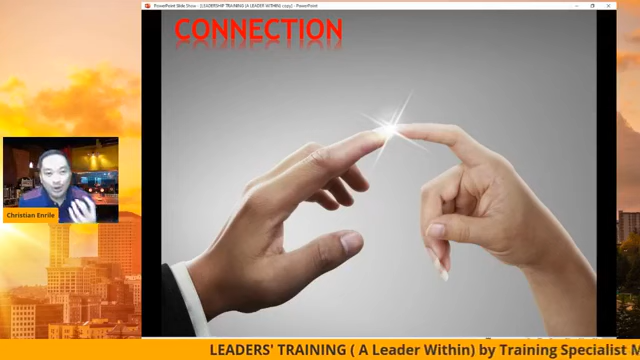 PowerPoint Slide Show - [LEADERSHIP TRAINING (A LEADER WITHIN) copy] - PowerPoint
CONNECTION
Christian Enrile
LEADERS' TRAINING ( A Leader Within) by Training Specialist M